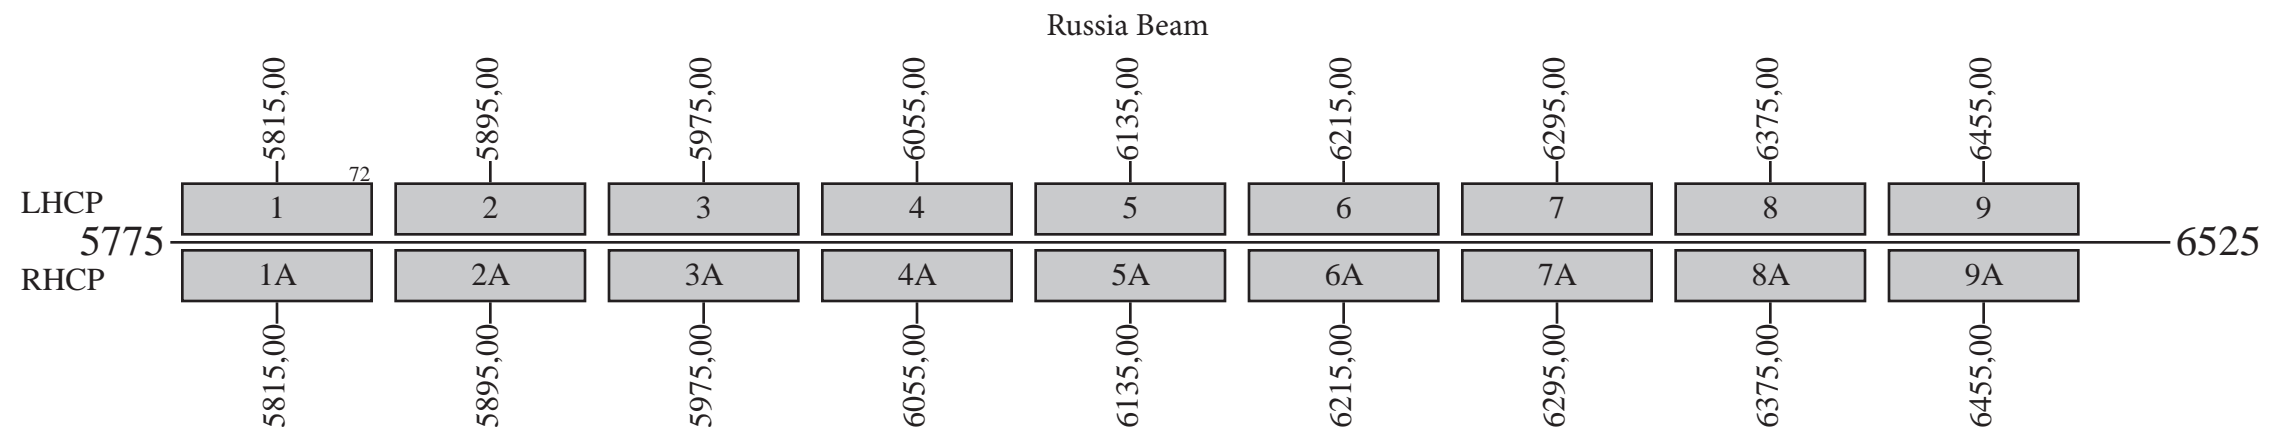 Russia Beam
5815,00 5895,00 5975,00 6055,00 6135,00 6215,00 6295,00 6375,00 6455,00
72
LHCP 1 2 3 4 5 6 7 8 9
5775 6525
RHCP 1A 2A 3A 4A 5A 6A 7A 8A 9A
5815,00 5895,00 5975,00 6055,00 6135,00 6215,00 6295,00 6375,00 6455,00